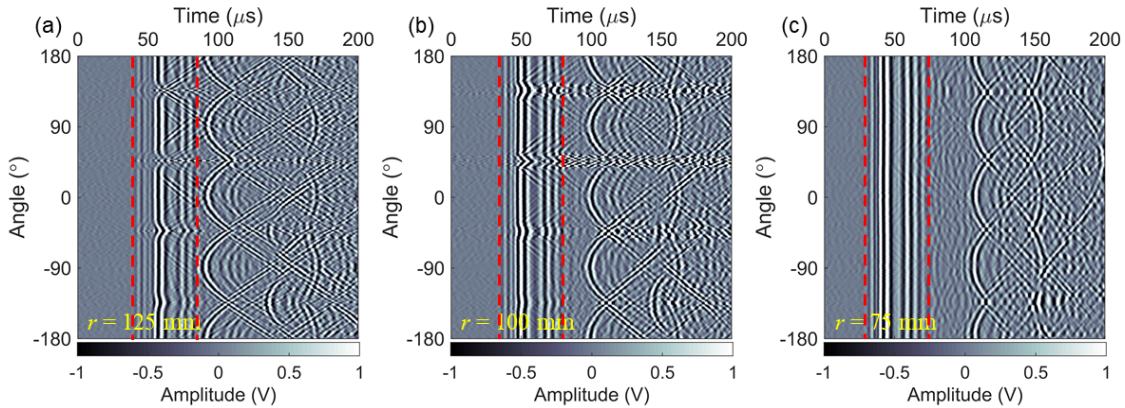 (a)
Time (μs)
0 50 100 150 200
180
90
0
-90
-180
Angle (°)
r = 125 mm
-1 -0.5 0 0.5 1
Amplitude (V)
(b)
Time (μs)
0 50 100 150 200
180
90
0
-90
-180
Angle (°)
r = 100 mm
-1 -0.5 0 0.5 1
Amplitude (V)
(c)
Time (μs)
0 50 100 150 200
180
90
0
-90
-180
Angle (°)
r = 75 mm
-1 -0.5 0 0.5 1
Amplitude (V)